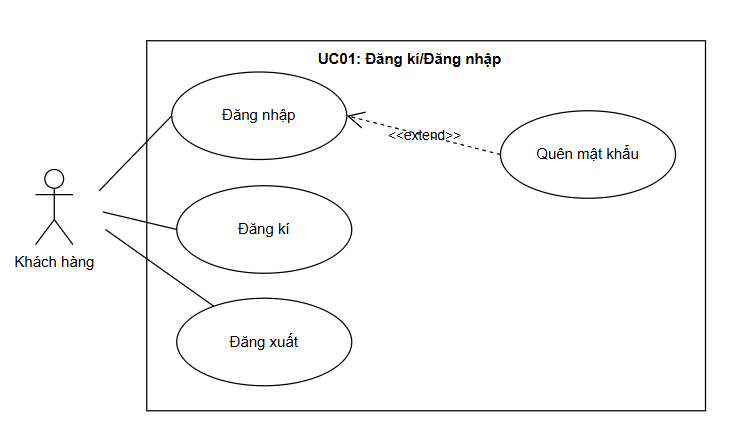 UC01: Đăng kí/Đăng nhập
Đăng nhập
<<extend>>
Quên mật khẩu
Đăng kí
Khách hàng
Đăng xuất